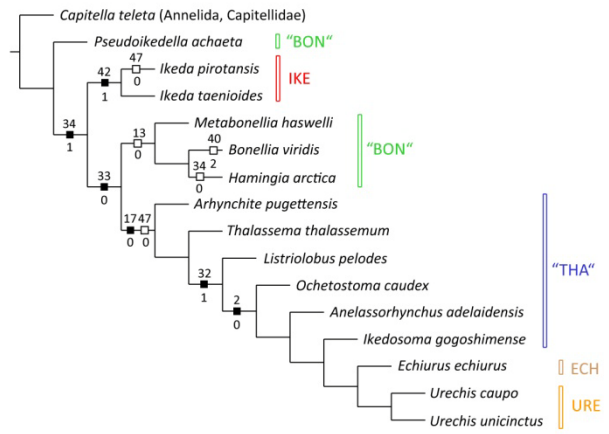 Capitella teleta (Annelida, Capitellidae)
Pseudoikedella achaeta
"BON"
47
0
Ikeda pirotansis
42
1
IKE
Ikeda taenioides
34
1
Metabonellia haswelli
13
0
40
2
Bonellia viridis
"BON"
34
0
Hamingia arctica
33
0
Arhynchite pugettensis
17 47
0 0
Thalassema thalassemum
Listriolobus pelodes
"THA"
32
1
Ochetostoma caudex
2
0
Anelassorhynchus adelaidensis
Ikedosoma gogoshimense
Echiurus echiurus
ECH
Urechis caupo
URE
Urechis unicinctus